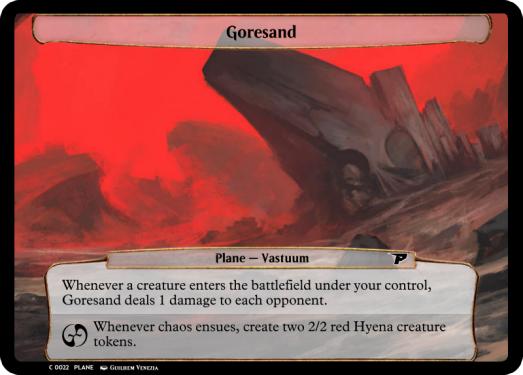 Goresand
Plane — Vastuum
Whenever a creature enters the battlefield under your control,
Goresand deals 1 damage to each opponent.
Whenever chaos ensues, create two 2/2 red Hyena creature
tokens.
C 0022 PLANE Guilhem Venezia